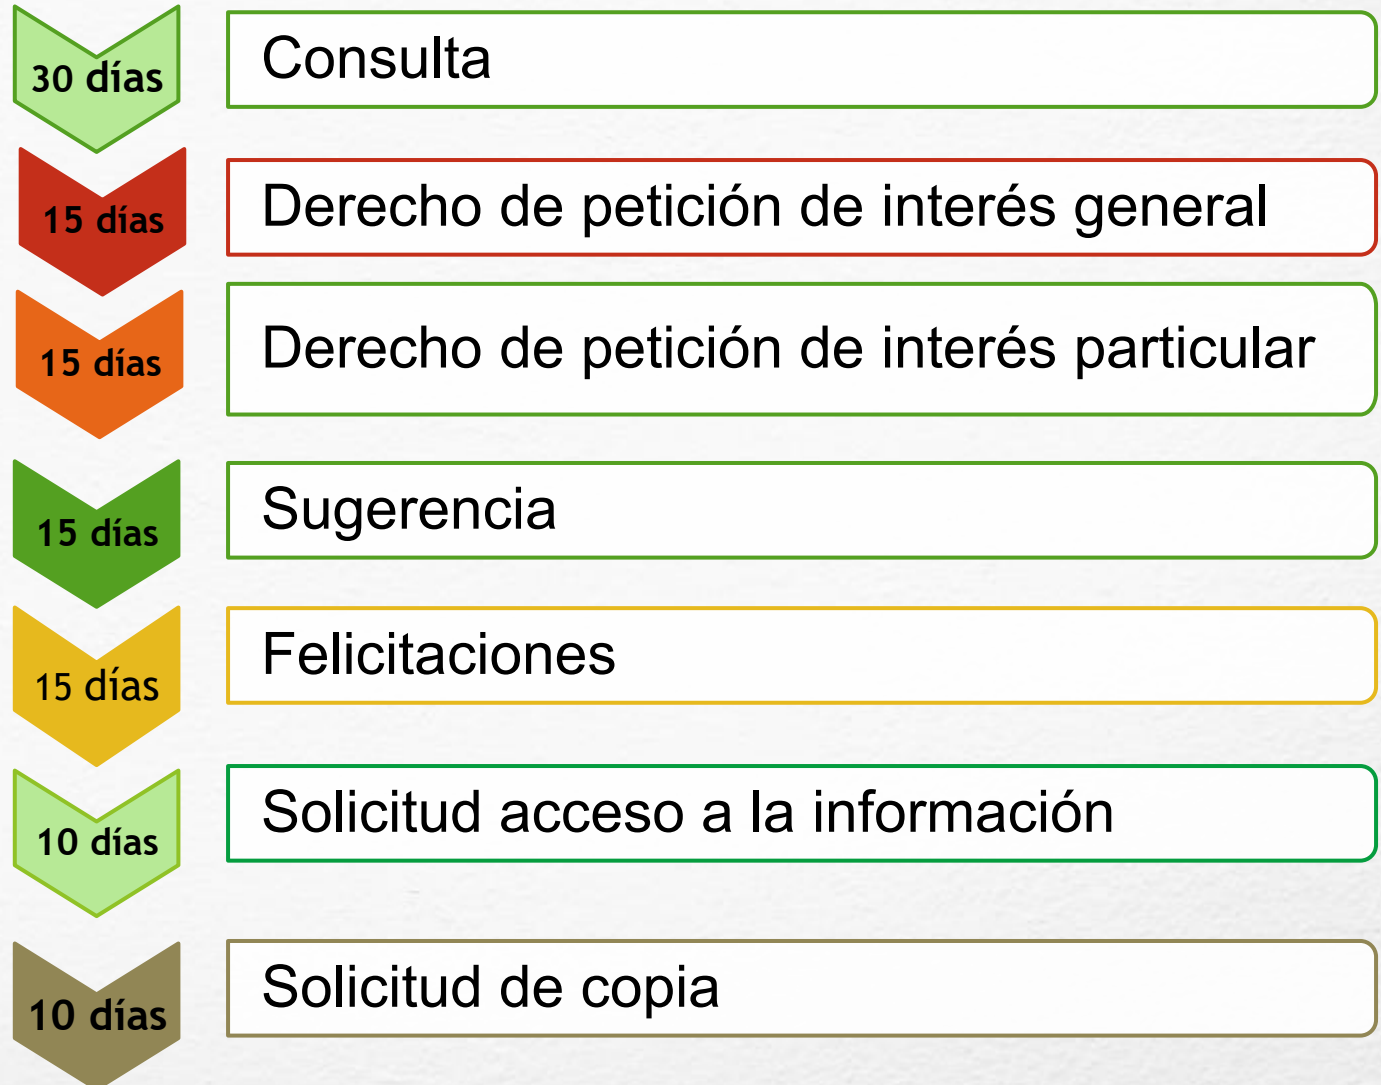 30 días
Consulta
15 días
Derecho de petición de interés general
15 días
Derecho de petición de interés particular
15 días
Sugerencia
15 días
Felicitaciones
10 días
Solicitud acceso a la información
10 días
Solicitud de copia